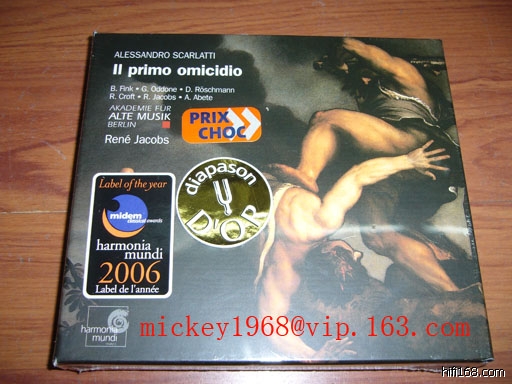 ALESSANDRO SCARLATTI
Il primo omicidio
B. Fink • G. Oddone • D. Röschmann
R. Croft • R. Jacobs • A. Abete
AKADEMIE FÜR
ALTE MUSIK
BERLIN
PRIX
CHOC
René Jacobs
diapason
D'OR
Label of the year
midem
classical awards
harmonia
mundi
2006
Label de l'année
harmonia
mundi
mickey1968@vip.163.com
hifi168.com